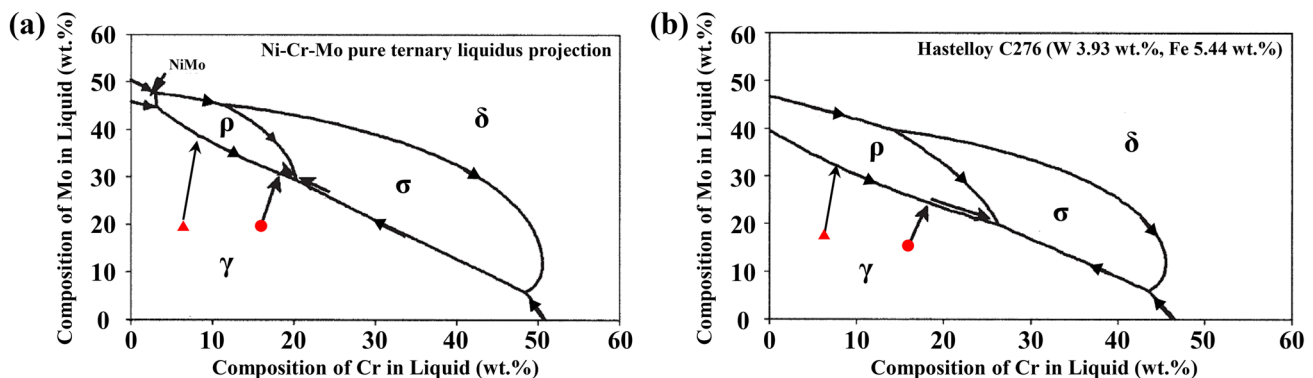 (a)
Ni-Cr-Mo pure ternary liquidus projection
NiMo
Composition of Mo in Liquid (wt.%)
60
50
40
30
20
10
0
δ
ρ
σ
γ
0 10 20 30 40 50 60
Composition of Cr in Liquid (wt.%)
(b)
Hastelloy C276 (W 3.93 wt.%, Fe 5.44 wt.%)
Composition of Mo in Liquid (wt.%)
60
50
40
30
20
10
0
δ
ρ
σ
γ
0 10 20 30 40 50 60
Composition of Cr in Liquid (wt.%)